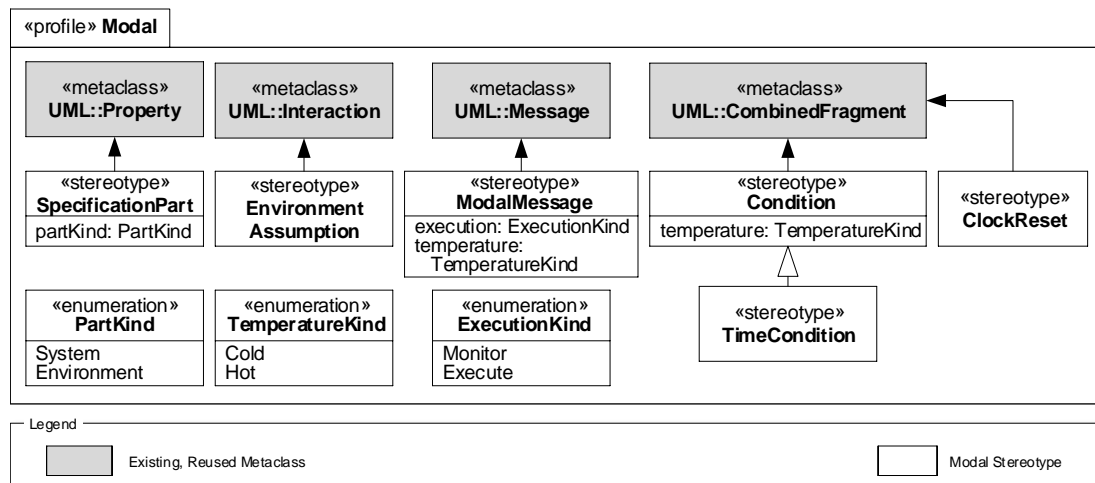 «profile» Modal
«metaclass»
UML::Property
«metaclass»
UML::Interaction
«metaclass»
UML::Message
«metaclass»
UML::CombinedFragment
«stereotype»
SpecificationPart
partKind: PartKind
«stereotype»
Environment
Assumption
«stereotype»
ModalMessage
execution: ExecutionKind
temperature:
TemperatureKind
«stereotype»
Condition
temperature: TemperatureKind
«stereotype»
ClockReset
«enumeration»
PartKind
System
Environment
«enumeration»
TemperatureKind
Cold
Hot
«enumeration»
ExecutionKind
Monitor
Execute
«stereotype»
TimeCondition
Legend
Existing, Reused Metaclass
Modal Stereotype